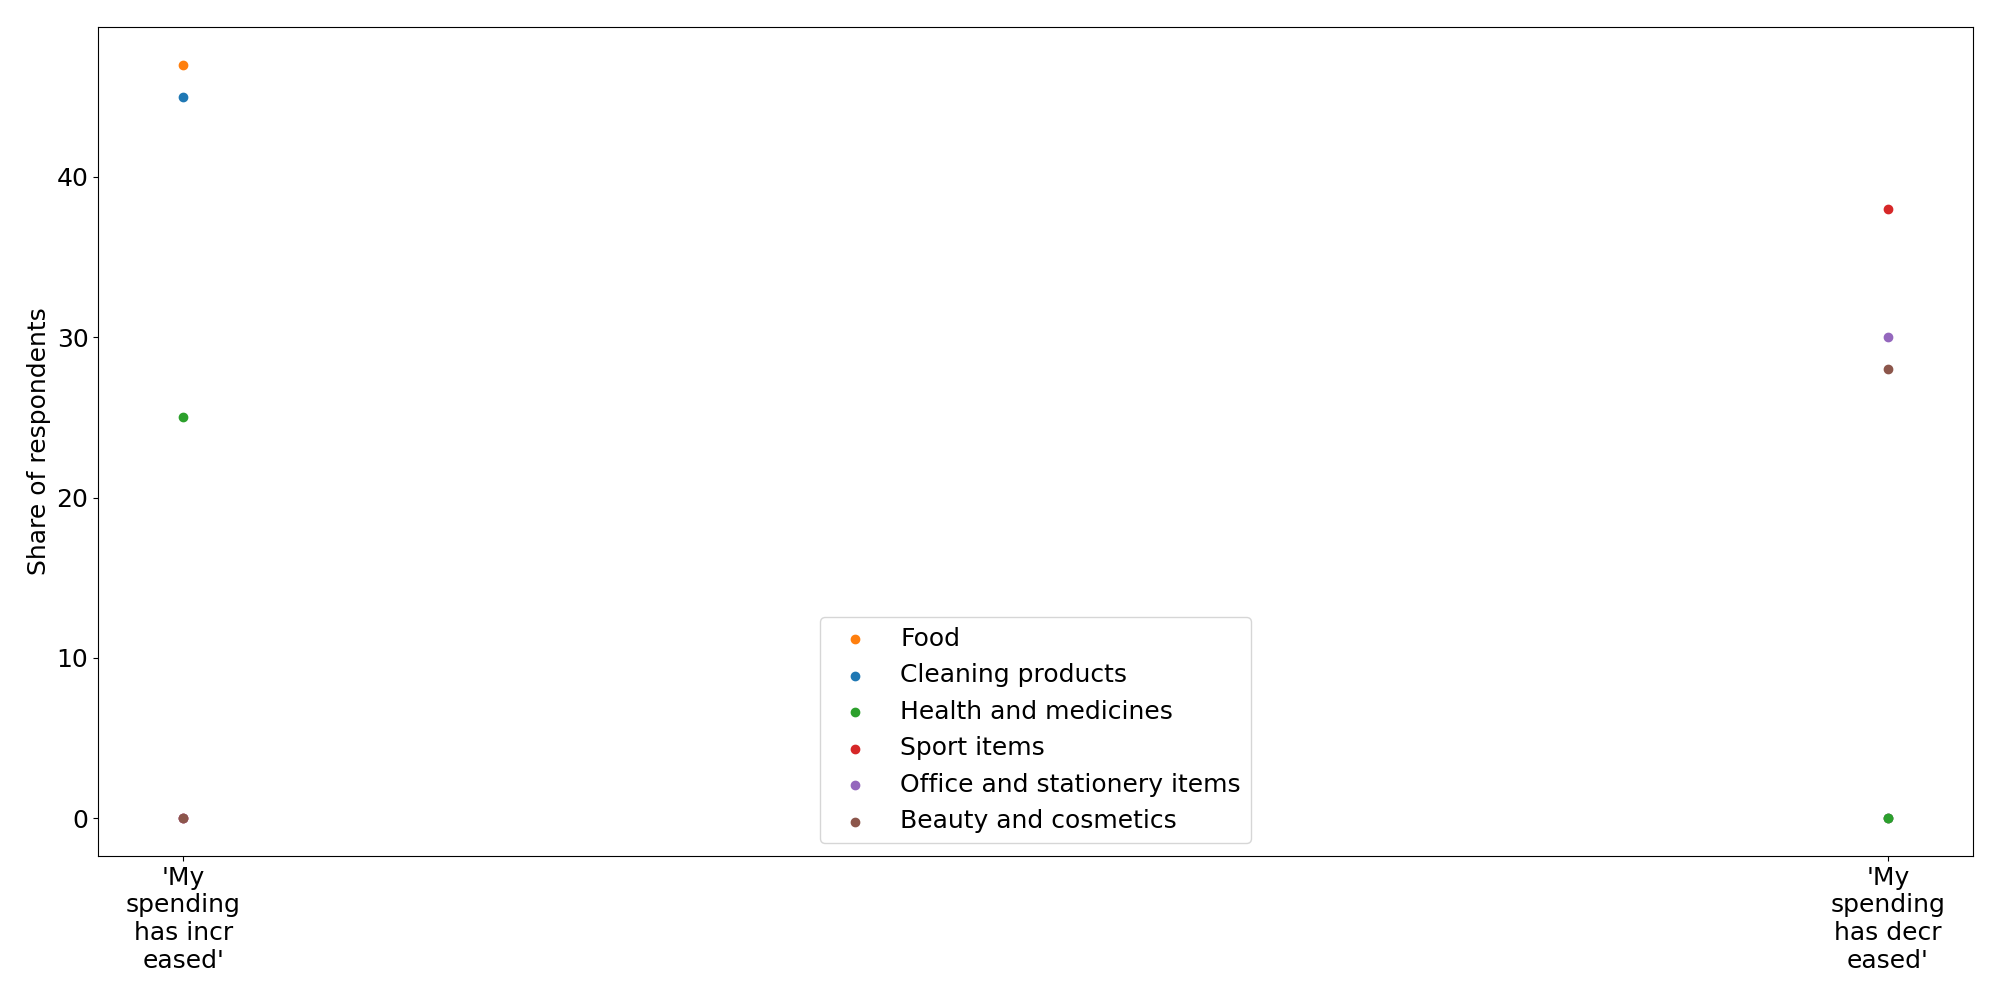 Share of respondents
40
30
20
10
0
Food
Cleaning products
Health and medicines
Sport items
Office and stationery items
Beauty and cosmetics
'My
spending
has incr
eased'
'My
spending
has decr
eased'